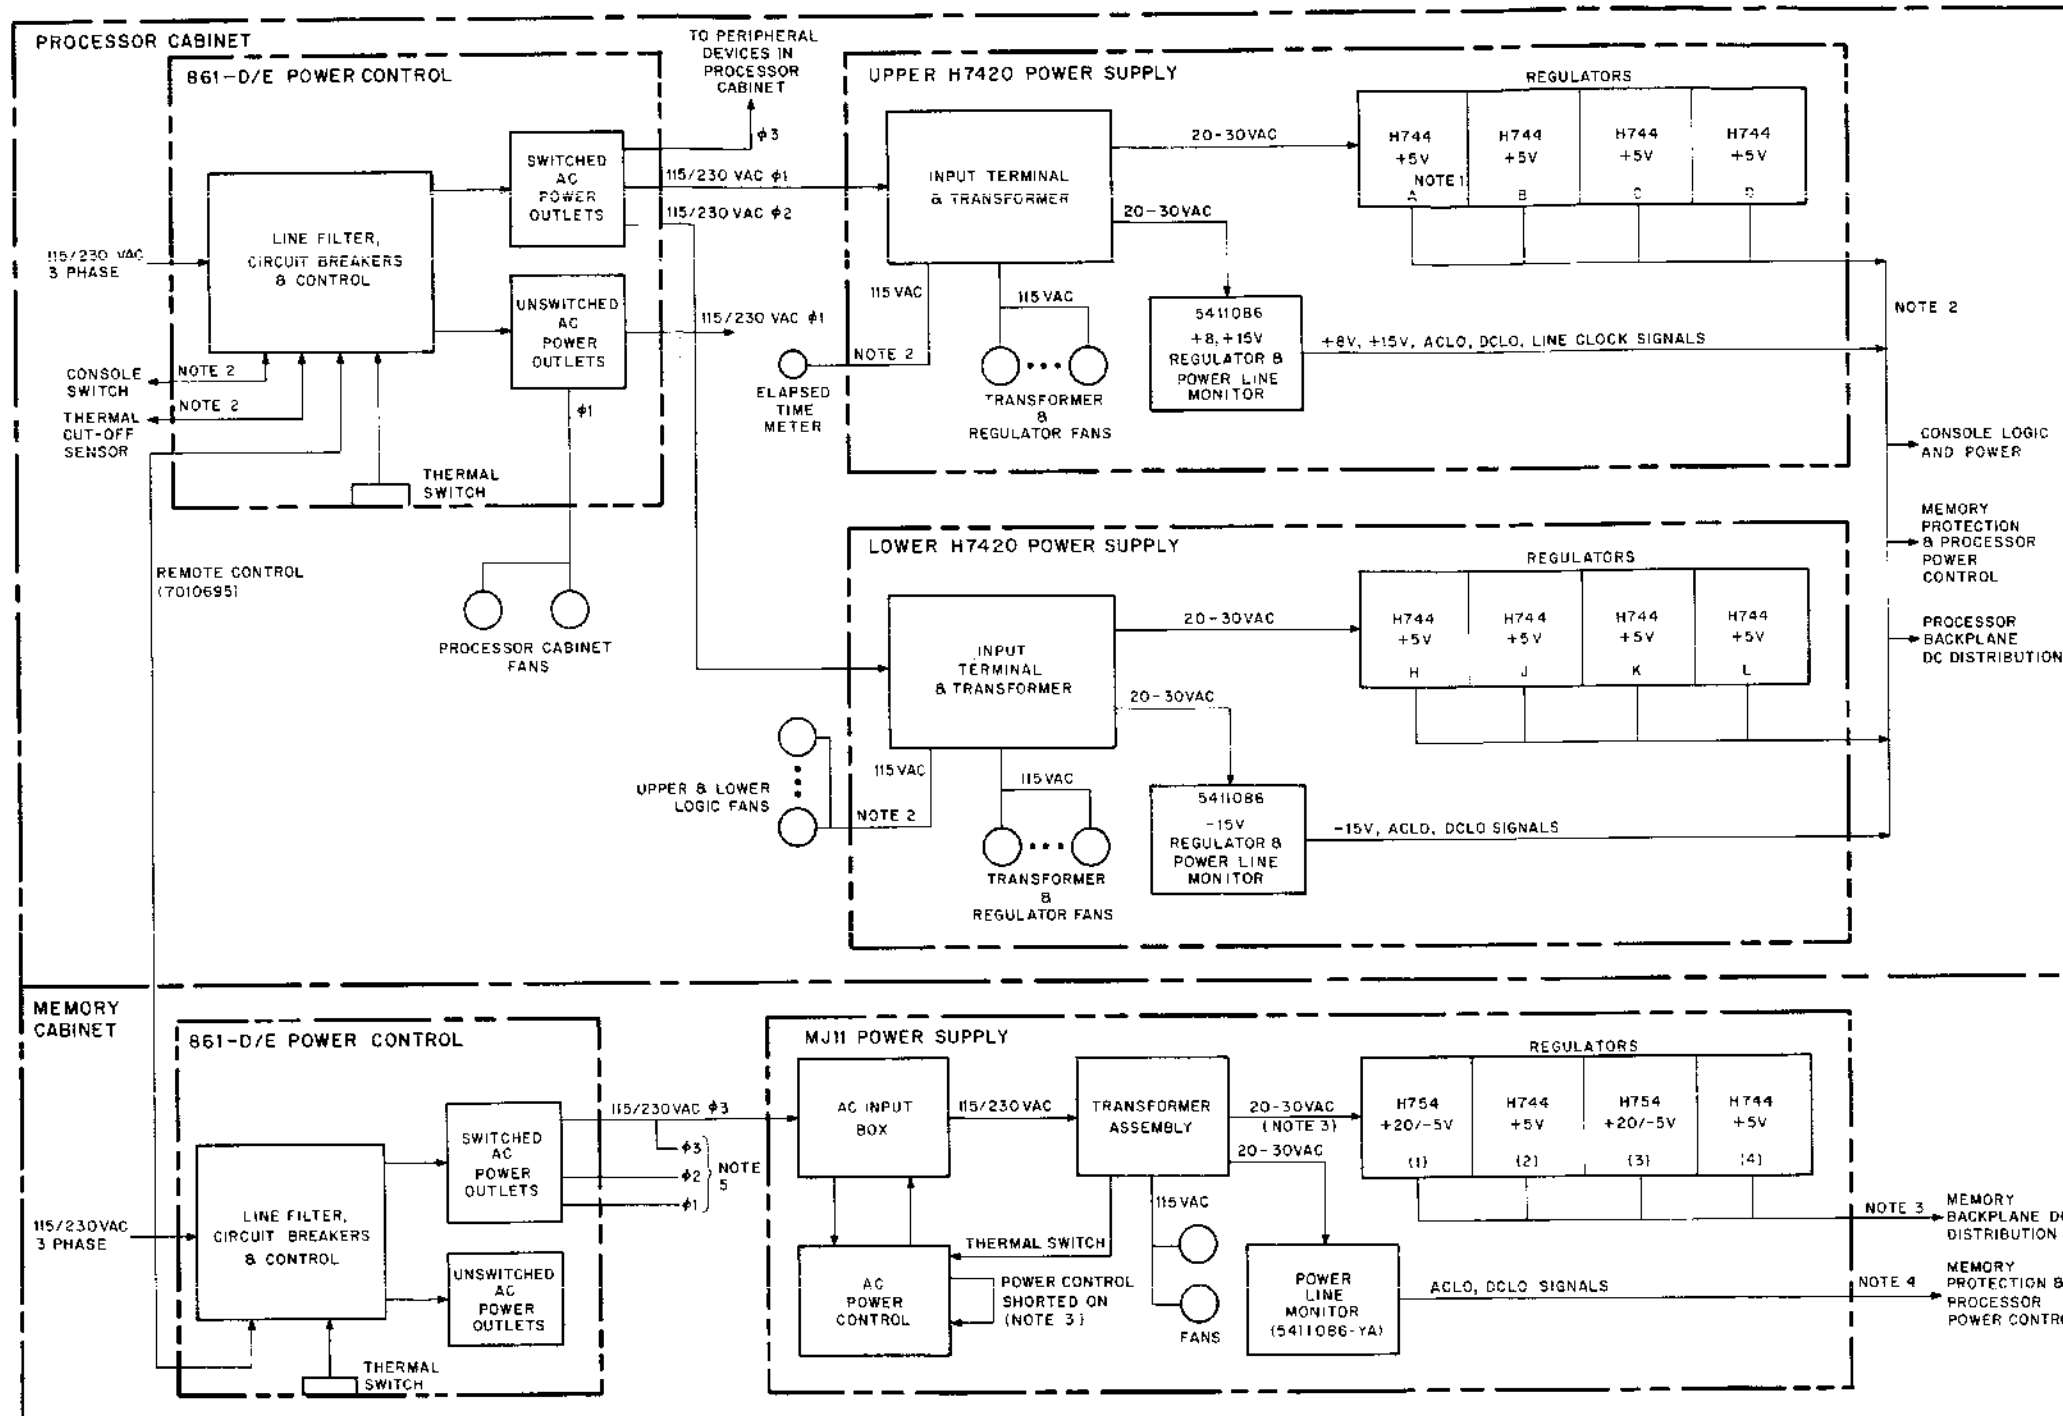 PROCESSOR CABINET
861-D/E POWER CONTROL
TO PERIPHERAL
DEVICES IN
PROCESSOR
CABINET
φ3
LINE FILTER,
CIRCUIT BREAKERS
& CONTROL
115/230 VAC
3 PHASE
SWITCHED
AC
POWER
OUTLETS
115/230 VAC φ1
115/230 VAC φ2
UNSWITCHED
AC
POWER
OUTLETS
115/230 VAC φ1
φ1
CONSOLE
SWITCH
NOTE 2
THERMAL
CUT-OFF
SENSOR
NOTE 2
THERMAL
SWITCH
REMOTE CONTROL
(7010695)
PROCESSOR CABINET
FANS
UPPER H7420 POWER SUPPLY
INPUT TERMINAL
& TRANSFORMER
20-30VAC
20-30VAC
115 VAC
115 VAC
NOTE 2
ELAPSED
TIME
METER
TRANSFORMER
&
REGULATOR FANS
5411086
+8, +15V
REGULATOR &
POWER LINE
MONITOR
REGULATORS
H744
+5V
NOTE 1
A
H744
+5V
B
H744
+5V
C
H744
+5V
D
+8V, +15V, ACLO, DCLO, LINE CLOCK SIGNALS
NOTE 2
CONSOLE LOGIC
AND POWER
MEMORY
PROTECTION
& PROCESSOR
POWER
CONTROL
PROCESSOR
BACKPLANE
DC DISTRIBUTION
LOWER H7420 POWER SUPPLY
INPUT
TERMINAL
& TRANSFORMER
20-30VAC
20-30VAC
115 VAC
115 VAC
NOTE 2
UPPER & LOWER
LOGIC FANS
TRANSFORMER
&
REGULATOR FANS
5411086
-15V
REGULATOR &
POWER LINE
MONITOR
REGULATORS
H744
+5V
H
H744
+5V
J
H744
+5V
K
H744
+5V
L
-15V, ACLO, DCLO SIGNALS
MEMORY
CABINET
861-D/E POWER CONTROL
115/230VAC
3 PHASE
LINE FILTER,
CIRCUIT BREAKERS
& CONTROL
SWITCHED
AC
POWER
OUTLETS
UNSWITCHED
AC
POWER
OUTLETS
THERMAL
SWITCH
115/230VAC φ3
φ3
φ2
φ1
NOTE
5
MJ11 POWER SUPPLY
AC INPUT
BOX
115/230VAC
TRANSFORMER
ASSEMBLY
20-30VAC
(NOTE 3)
20-30VAC
115 VAC
THERMAL SWITCH
AC
POWER
CONTROL
POWER CONTROL
SHORTED ON
(NOTE 3)
FANS
POWER
LINE
MONITOR
(5411086-YA)
REGULATORS
H754
+20/-5V
(1)
H744
+5V
(2)
H754
+20/-5V
(3)
H744
+5V
(4)
ACLO, DCLO SIGNALS
NOTE 3
MEMORY
BACKPLANE D
DISTRIBUTION
NOTE 4
MEMORY
PROTECTION &
PROCESSOR
POWER CONTR